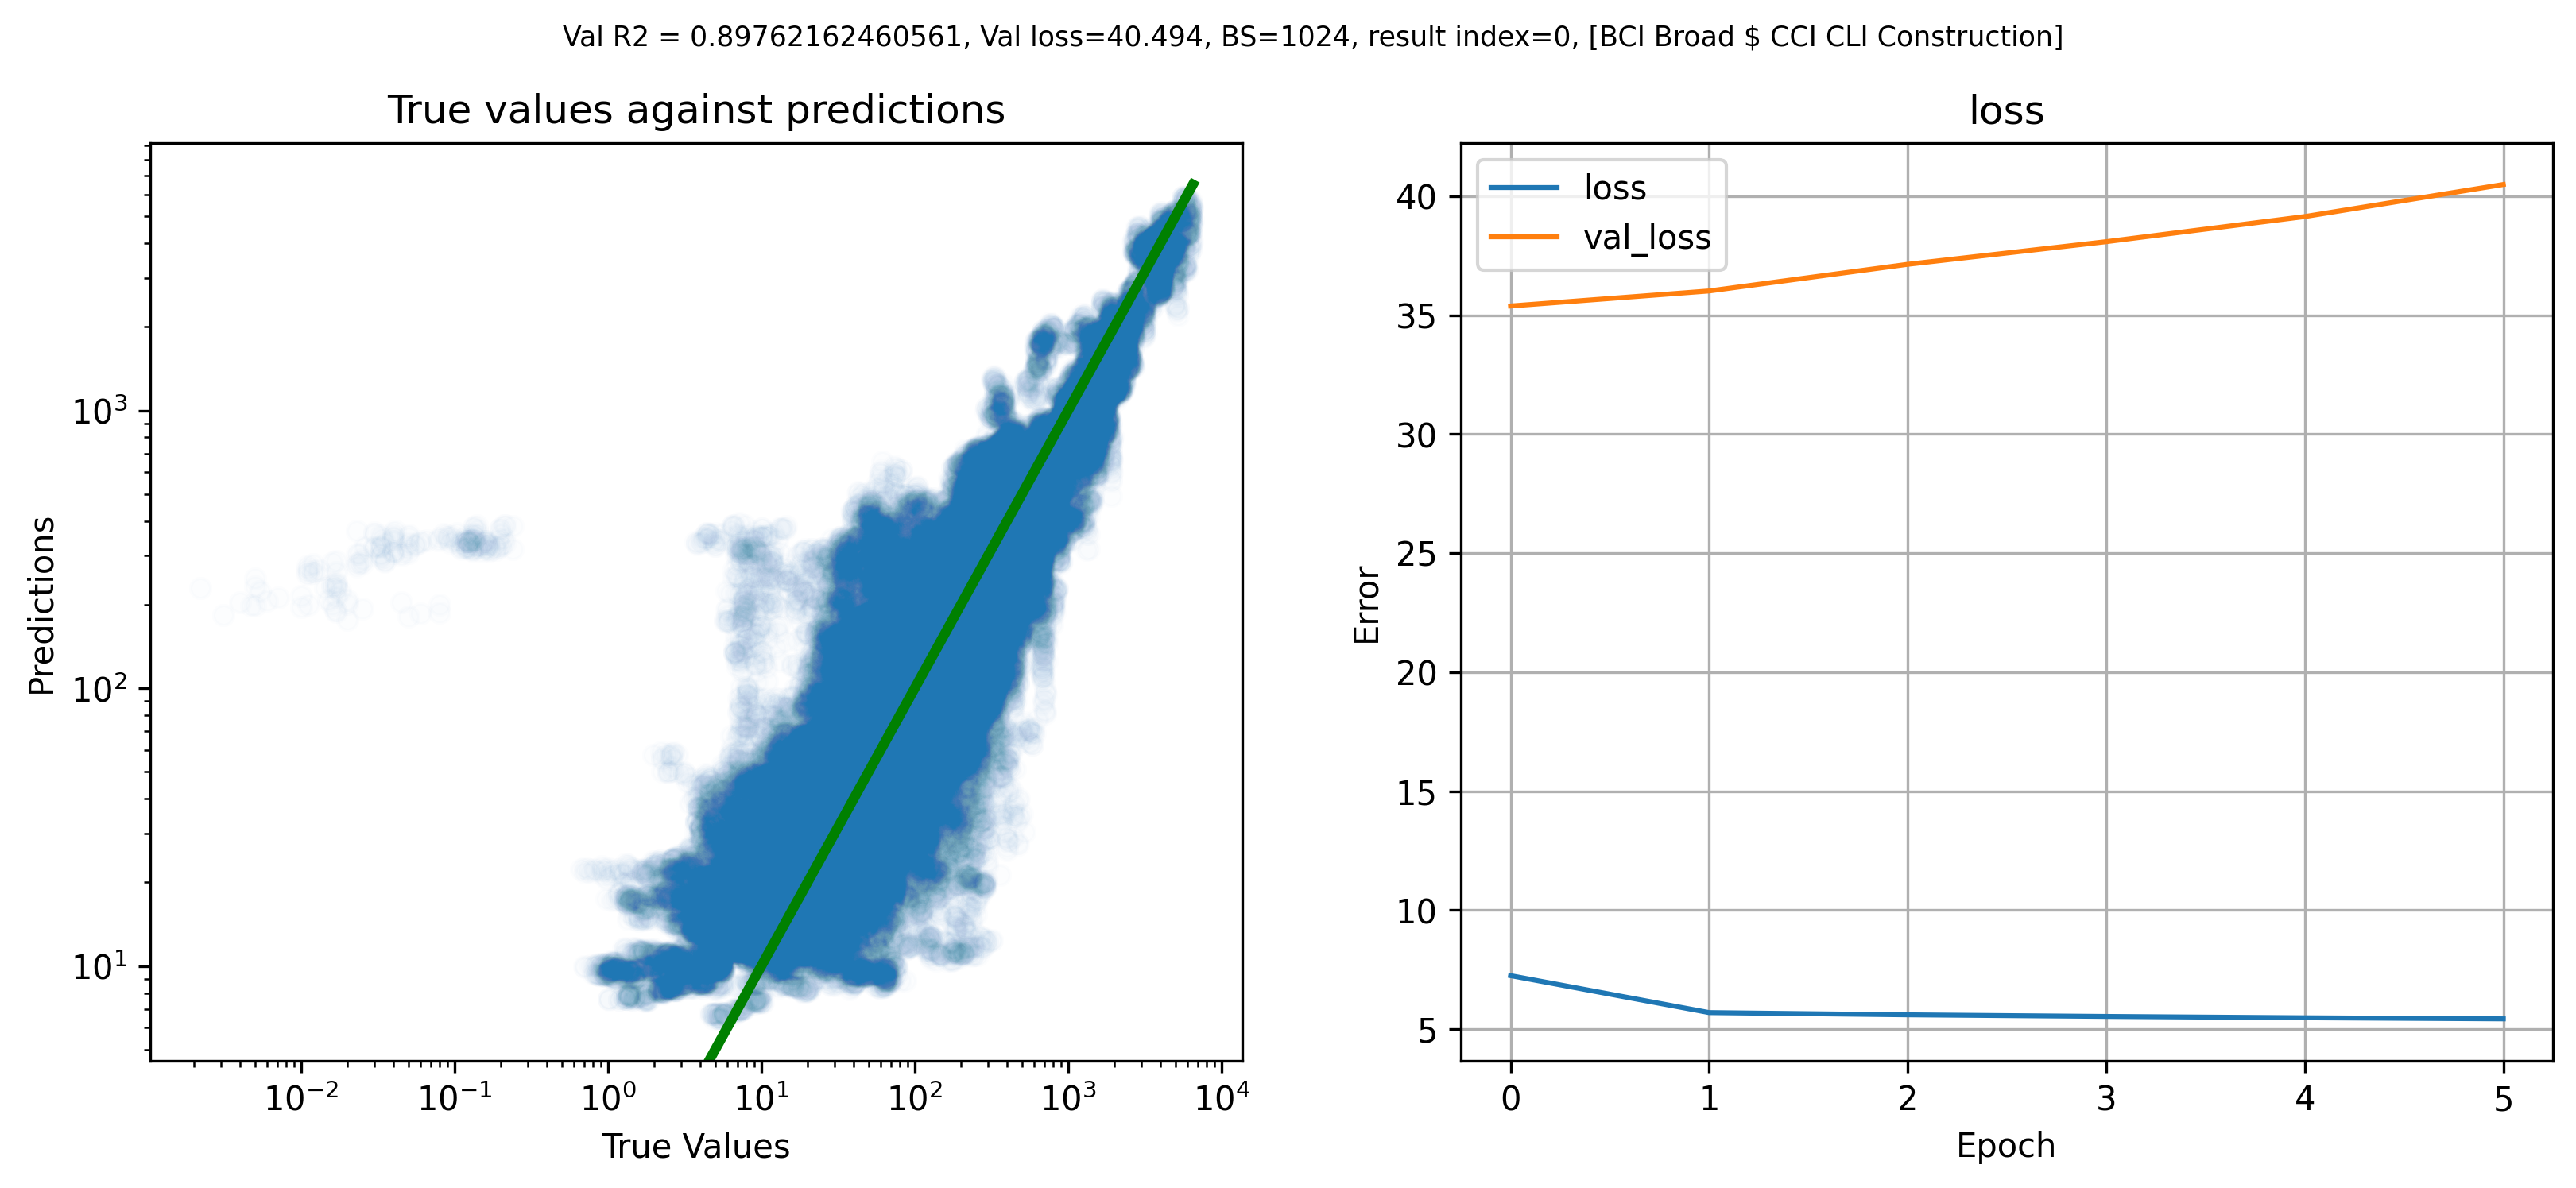 Val R2 = 0.89762162460561, Val loss=40.494, BS=1024, result index=0, [BCI Broad $ CCI CLI Construction]
True values against predictions
Predictions
10³
10²
10¹
10⁻² 10⁻¹ 10⁰ 10¹ 10² 10³ 10⁴
True Values
loss
loss
val_loss
Error
40
35
30
25
20
15
10
5
0 1 2 3 4 5
Epoch